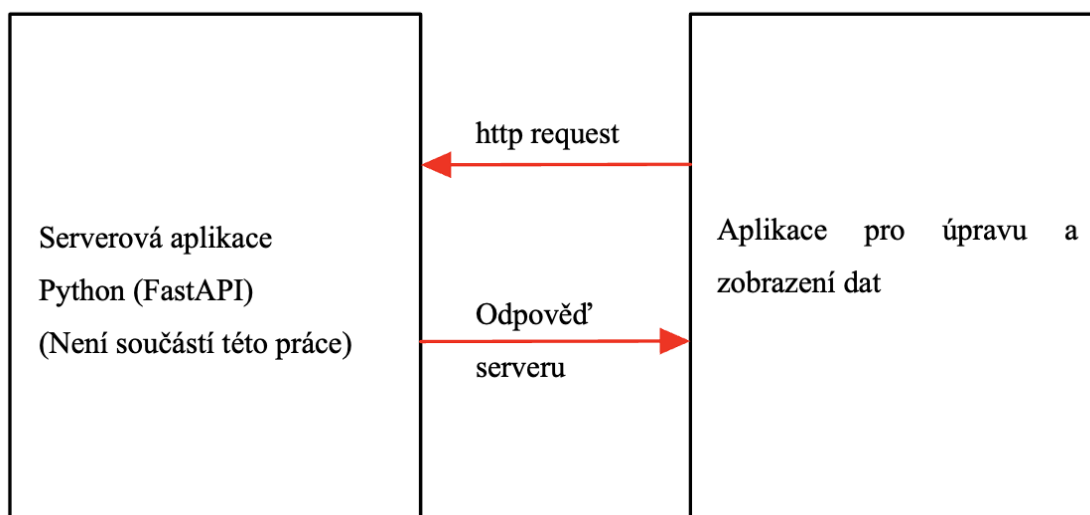 http request
Serverová aplikace
Python (FastAPI)
(Není součástí této práce)
Odpověď
serveru
Aplikace pro úpravu a
zobrazení dat